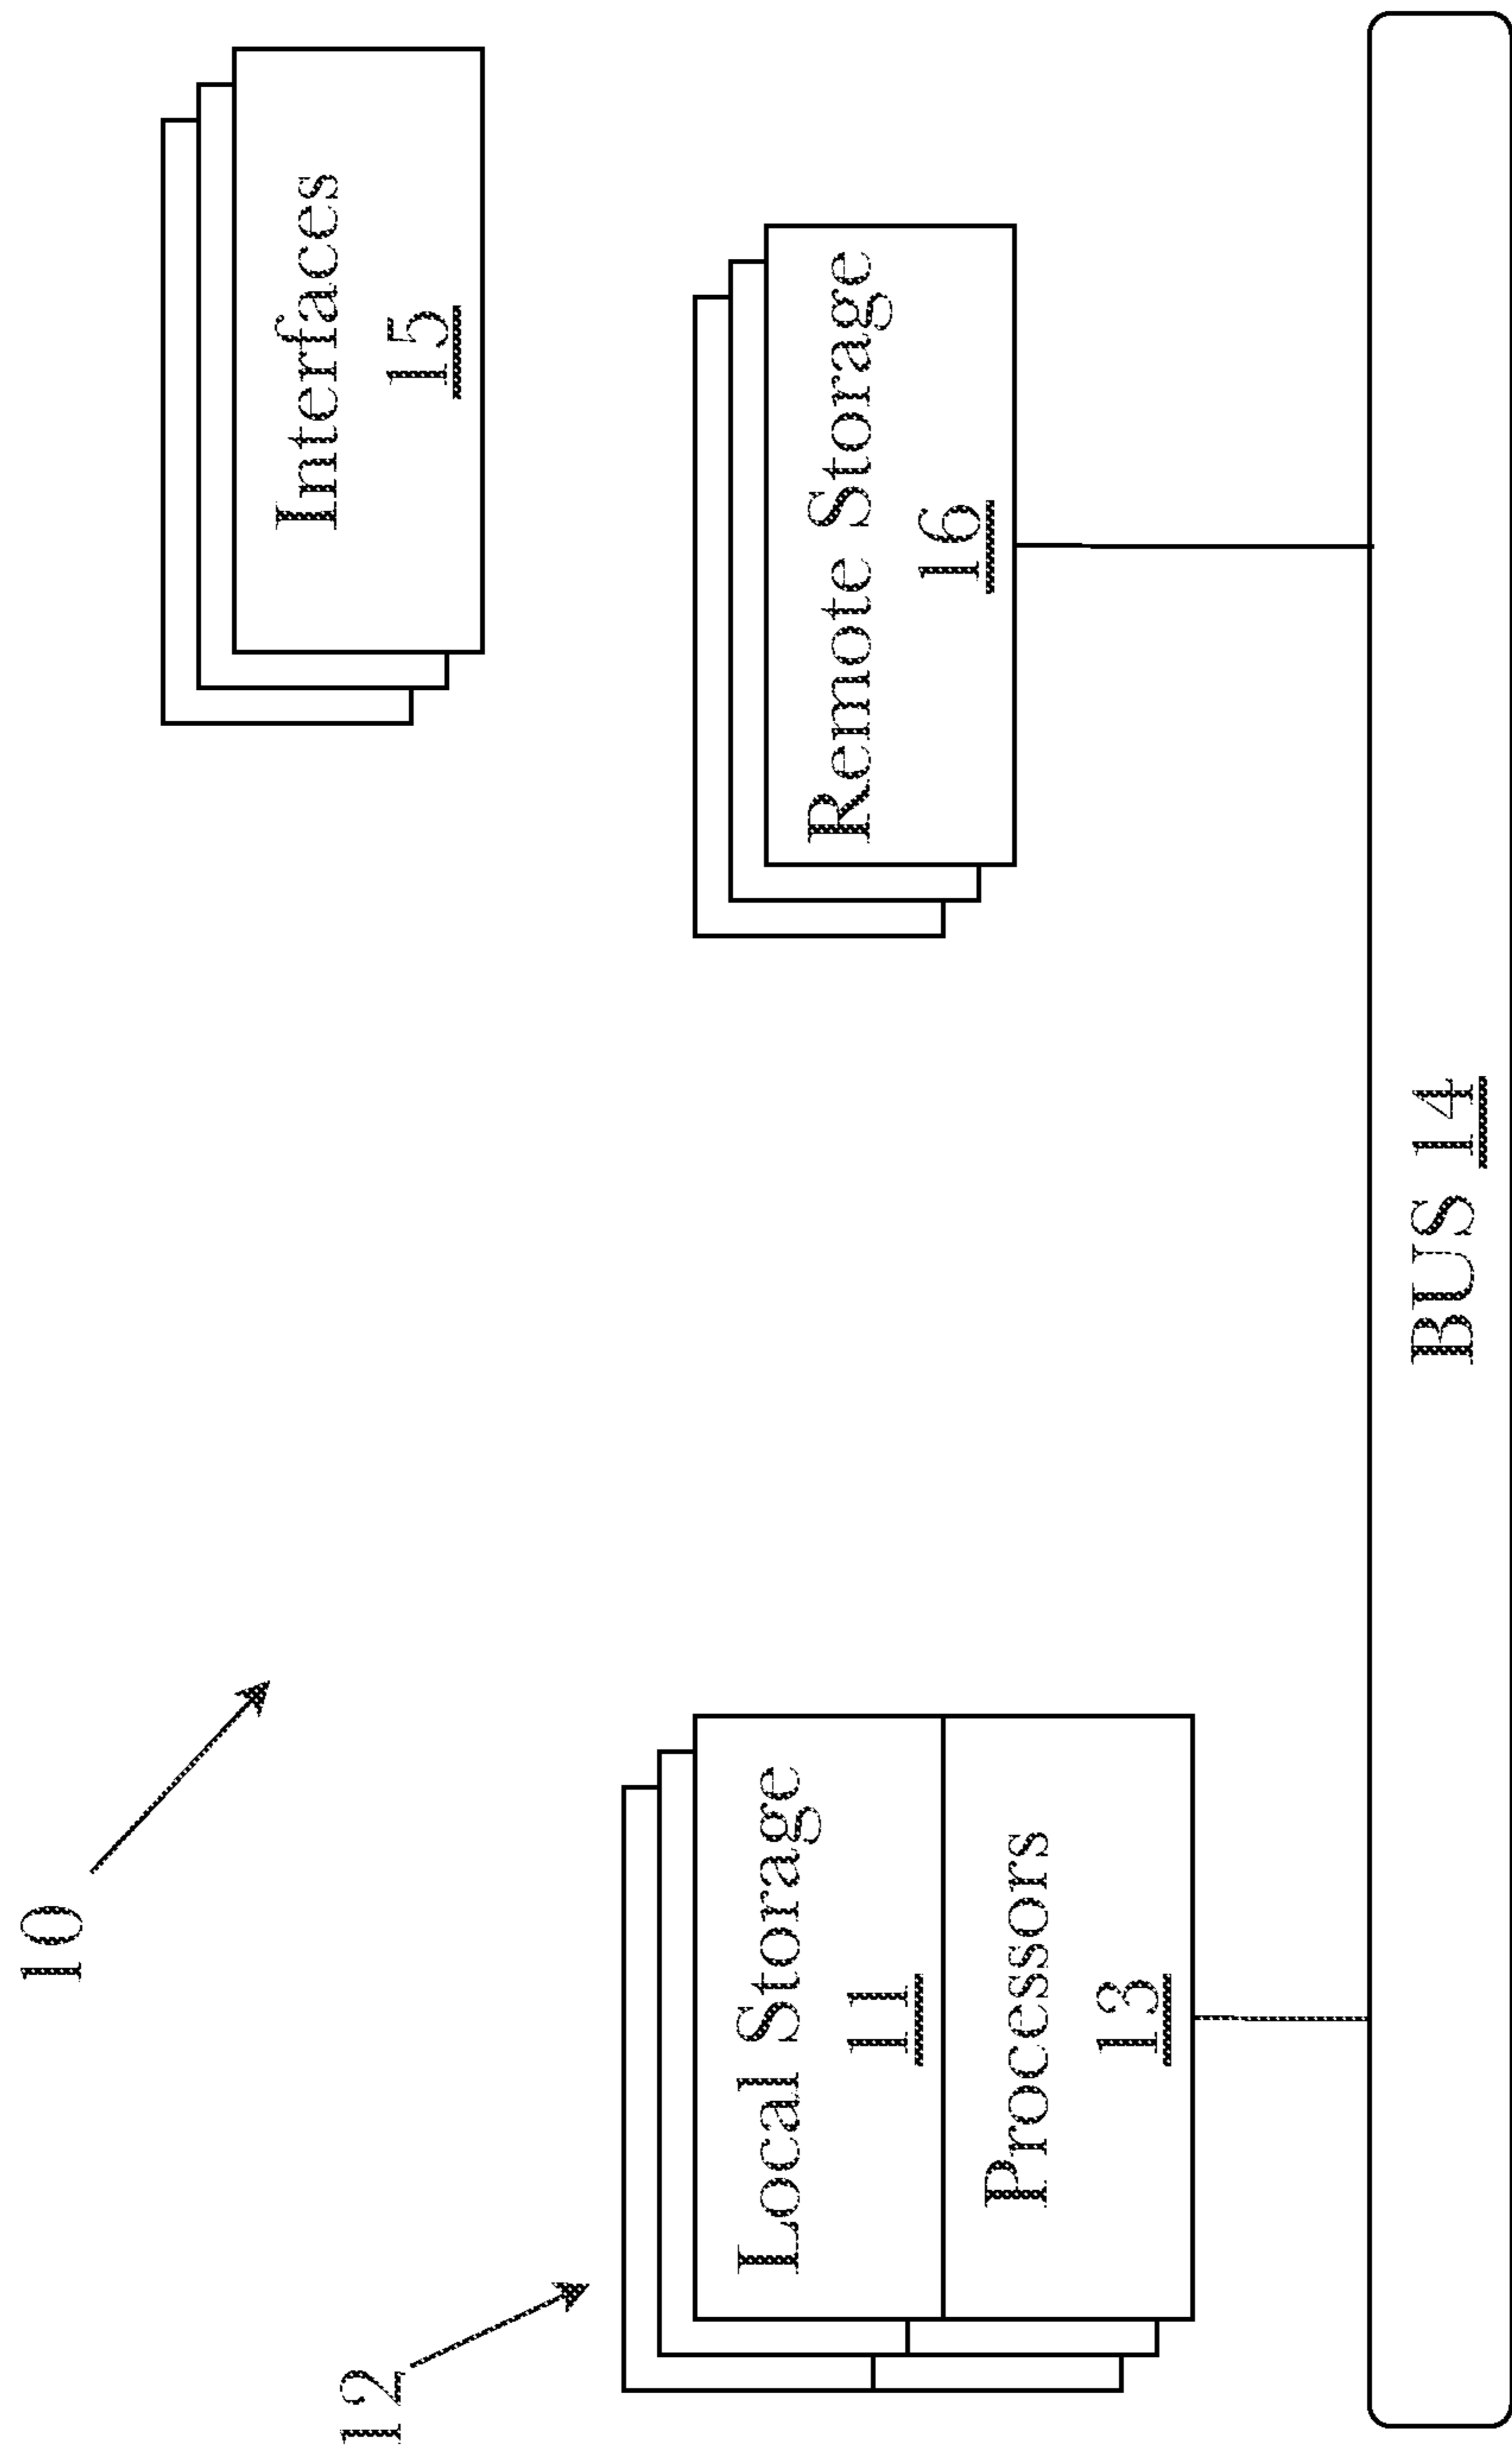 10
12
Interfaces
15
Local Storage
11
Remote Storage
16
Processors
13
BUS 14